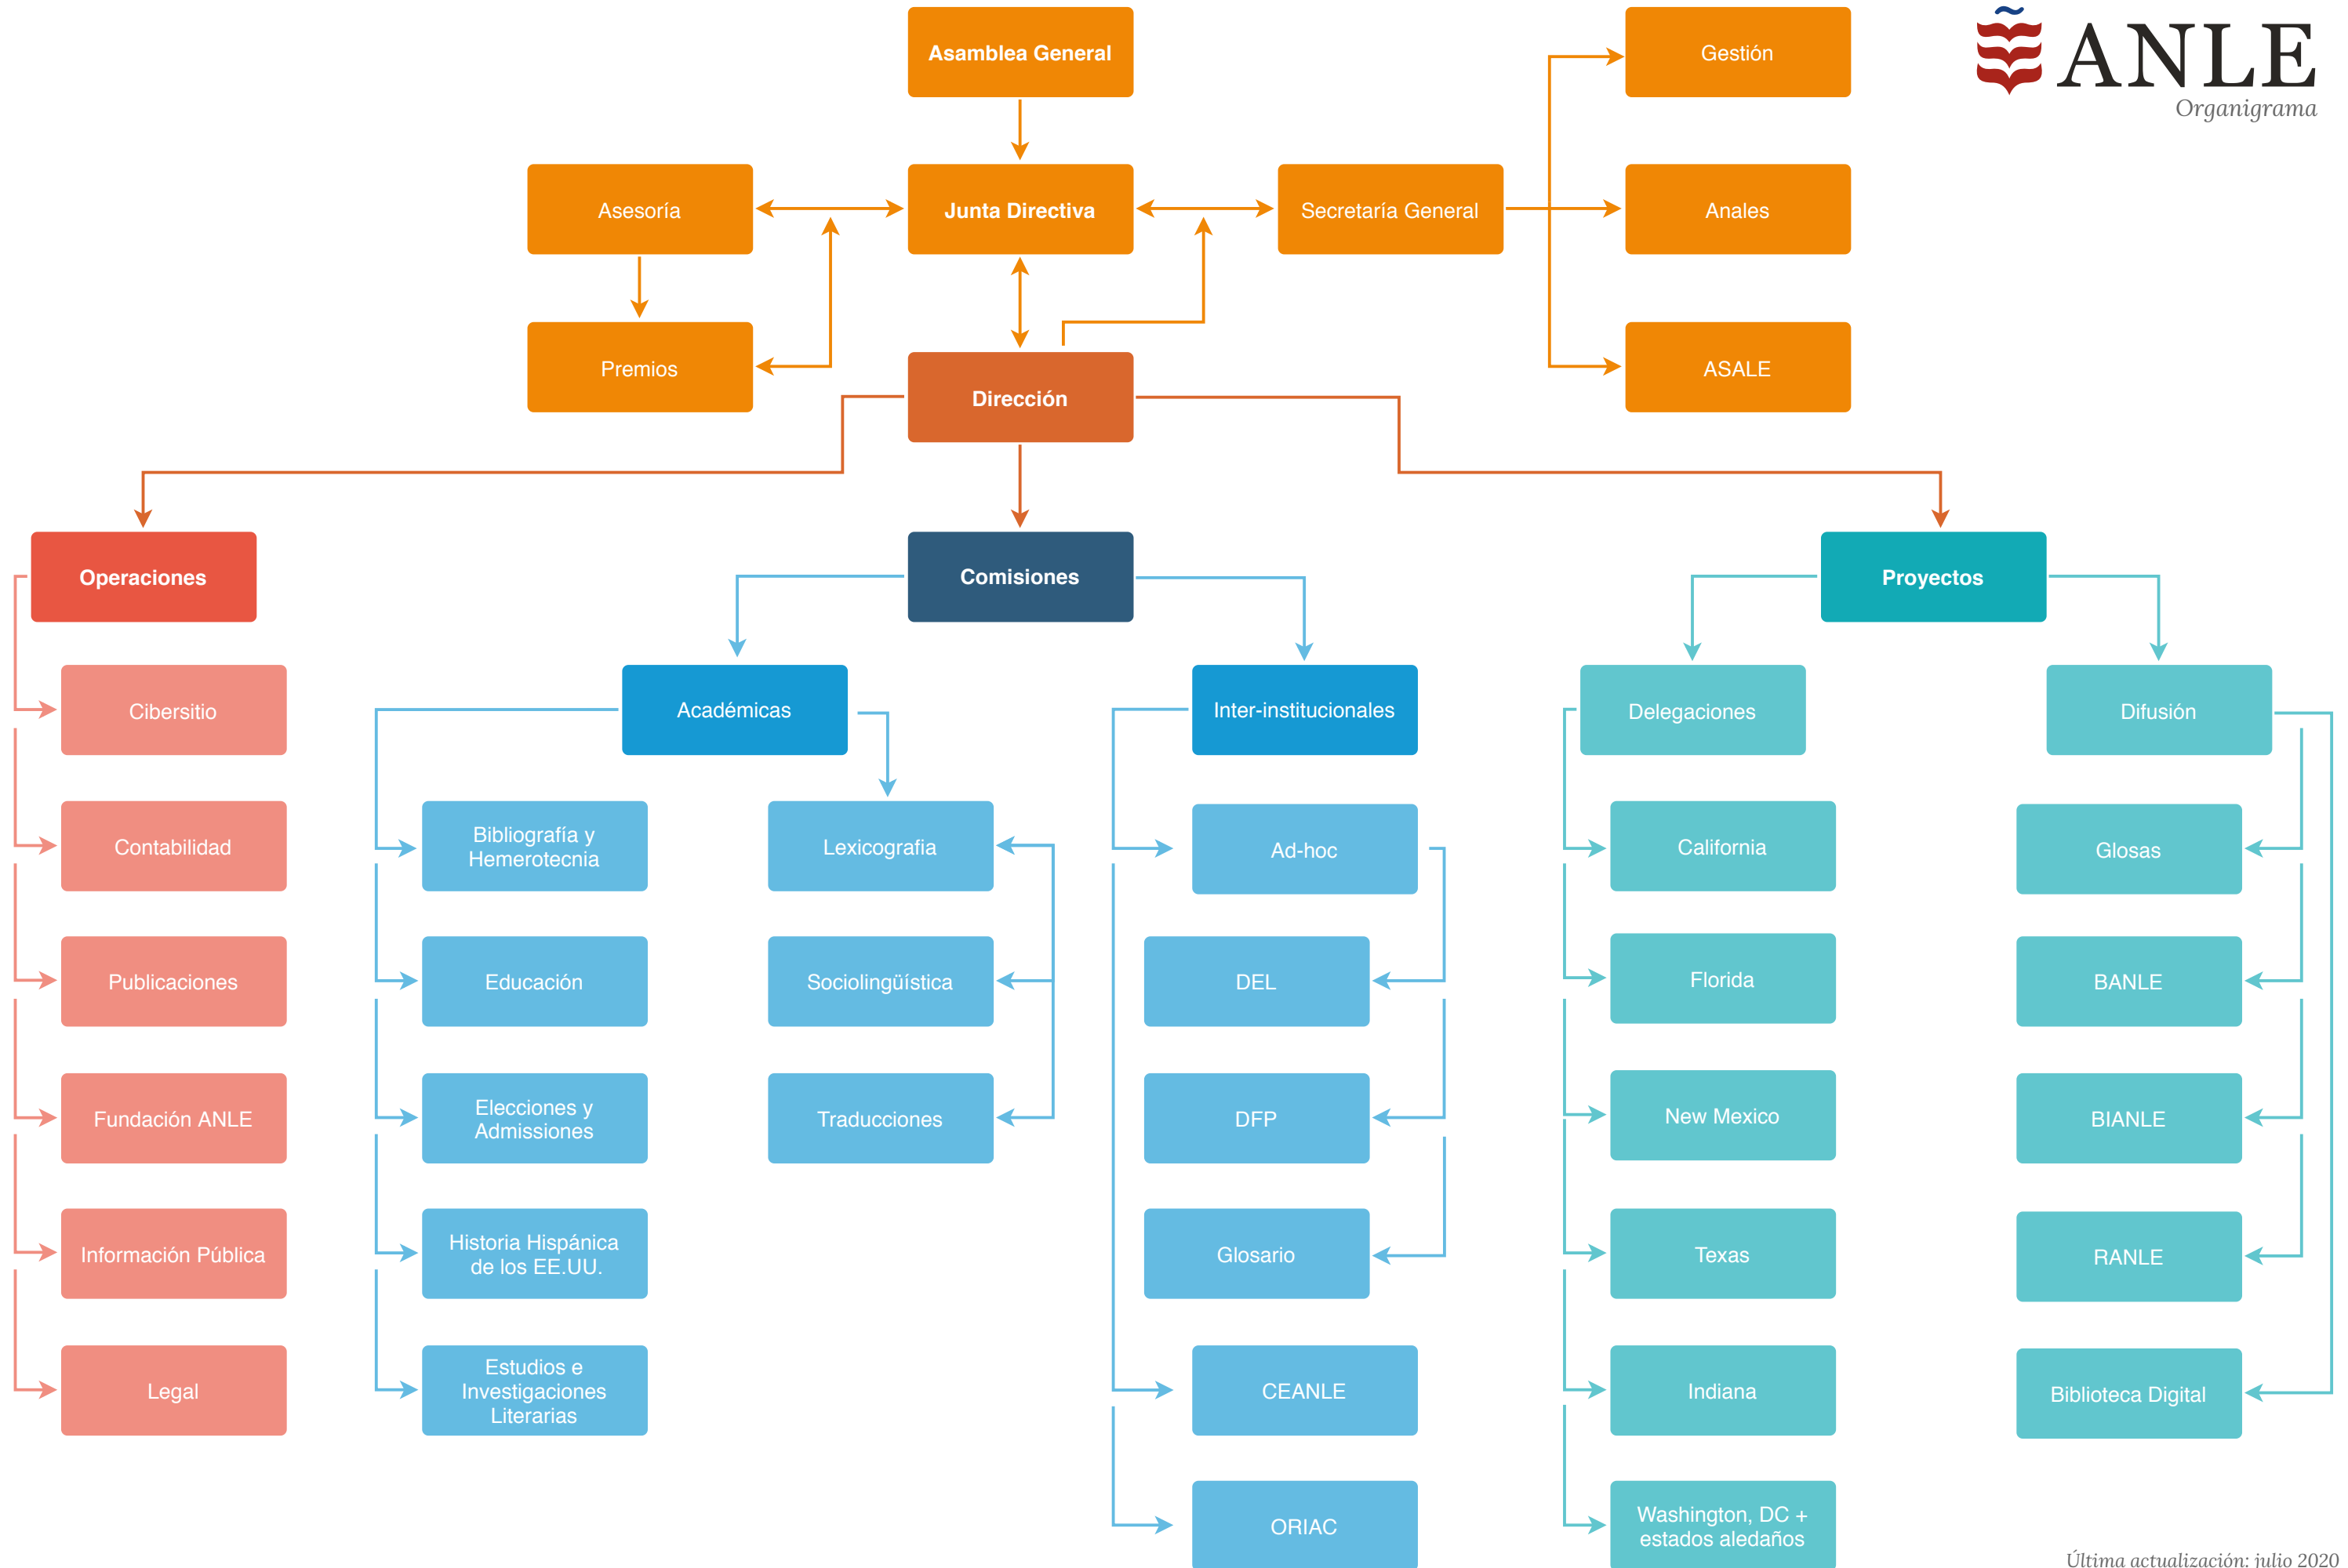 Asamblea General
Gestión
ANLE
Organigrama
Asesoría
Junta Directiva
Secretaría General
Anales
Premios
Dirección
ASALE
Operaciones
Comisiones
Proyectos
Cibersitio
Contabilidad
Publicaciones
Fundación ANLE
Información Pública
Legal
Académicas
Bibliografía y
Hemerotecnia
Educación
Elecciones y
Admissiones
Historia Hispánica
de los EE.UU.
Estudios e
Investigaciones
Literarias
Lexicografía
Sociolingüística
Traducciones
Inter-institucionales
Ad-hoc
DEL
DFP
Glosario
CEANLE
ORIAC
Delegaciones
California
Florida
New Mexico
Texas
Indiana
Washington, DC +
estados aledaños
Difusión
Glosas
BANLE
BIANLE
RANLE
Biblioteca Digital
Última actualización: julio 2020